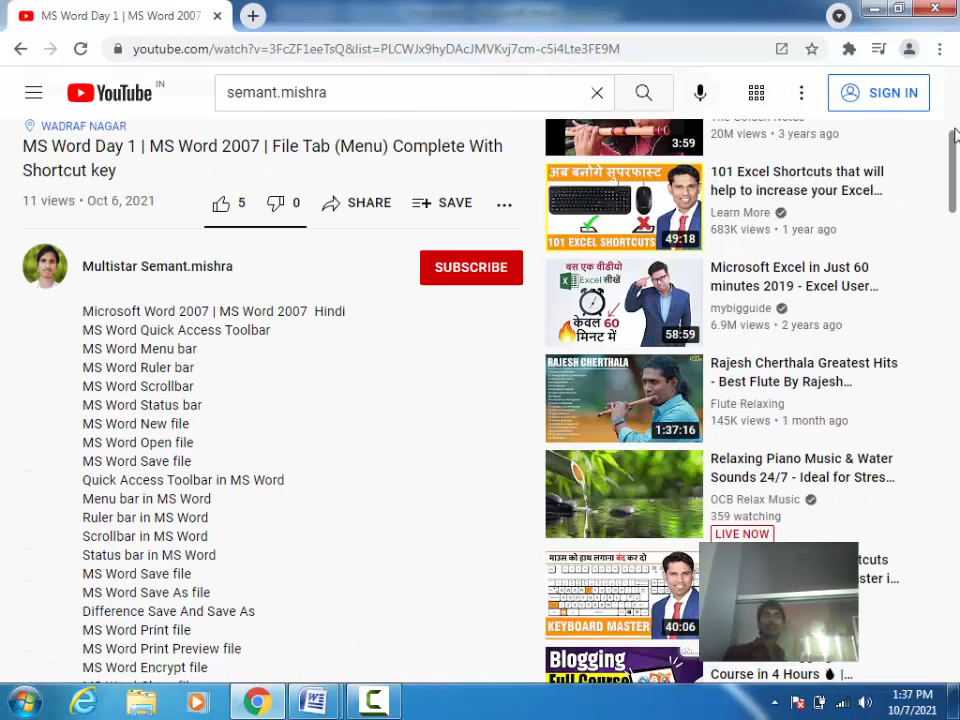 MS Word Day 1 | MS Word 2007
youtube.com/watch?v=3FcZF1eeTsQ&list=PLCWJx9hyDAcJMVKvj7cm-c5i4Lte3FE9M
YouTube IN
semant.mishra
SIGN IN
WADRAF NAGAR
MS Word Day 1 | MS Word 2007 | File Tab (Menu) Complete With
Shortcut key
11 views • Oct 6, 2021
5
0
SHARE
SAVE
Multistar Semant.mishra
SUBSCRIBE
Microsoft Word 2007 | MS Word 2007 Hindi
MS Word Quick Access Toolbar
MS Word Menu bar
MS Word Ruler bar
MS Word Scrollbar
MS Word Status bar
MS Word New file
MS Word Open file
MS Word Save file
Quick Access Toolbar in MS Word
Menu bar in MS Word
Ruler bar in MS Word
Scrollbar in MS Word
Status bar in MS Word
MS Word Save file
MS Word Save As file
Difference Save And Save As
MS Word Print file
MS Word Print Preview file
MS Word Encrypt file
3:59
20M views • 3 years ago
अब बनोगे सुपरफास्ट
101 EXCEL SHORTCUTS
49:18
101 Excel Shortcuts that will
help to increase your Excel...
Learn More
683K views • 1 year ago
बस एक वीडियो
Excel सीखें
केवल 60
मिनट में
58:59
Microsoft Excel in Just 60
minutes 2019 - Excel User...
mybigguide
6.9M views • 2 years ago
RAJESH CHERTHALA
1:37:16
Rajesh Cherthala Greatest Hits
- Best Flute By Rajesh...
Flute Relaxing
145K views • 1 month ago
Relaxing Piano Music & Water
Sounds 24/7 - Ideal for Stres...
OCB Relax Music
359 watching
LIVE NOW
माउस को हाथ लगाना बंद कर दो
KEYBOARD MASTER
40:06
Blogging
Course in 4 Hours
1:37 PM
10/7/2021